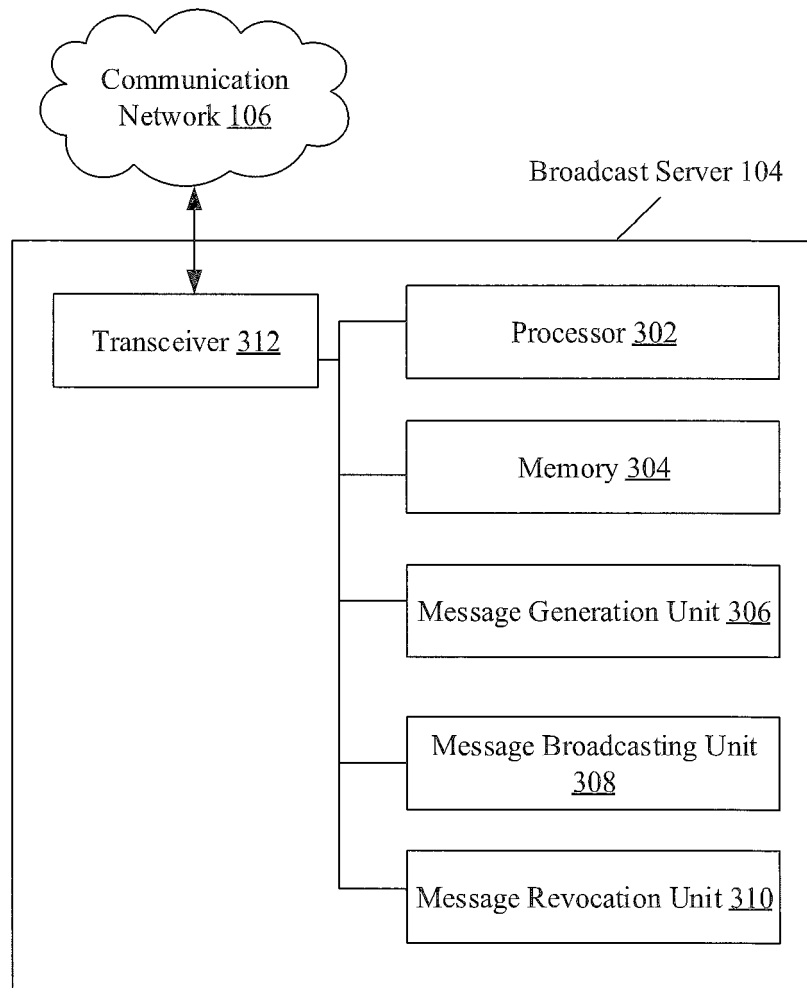 Communication
Network 106
Broadcast Server 104
Transceiver 312
Processor 302
Memory 304
Message Generation Unit 306
Message Broadcasting Unit
308
Message Revocation Unit 310